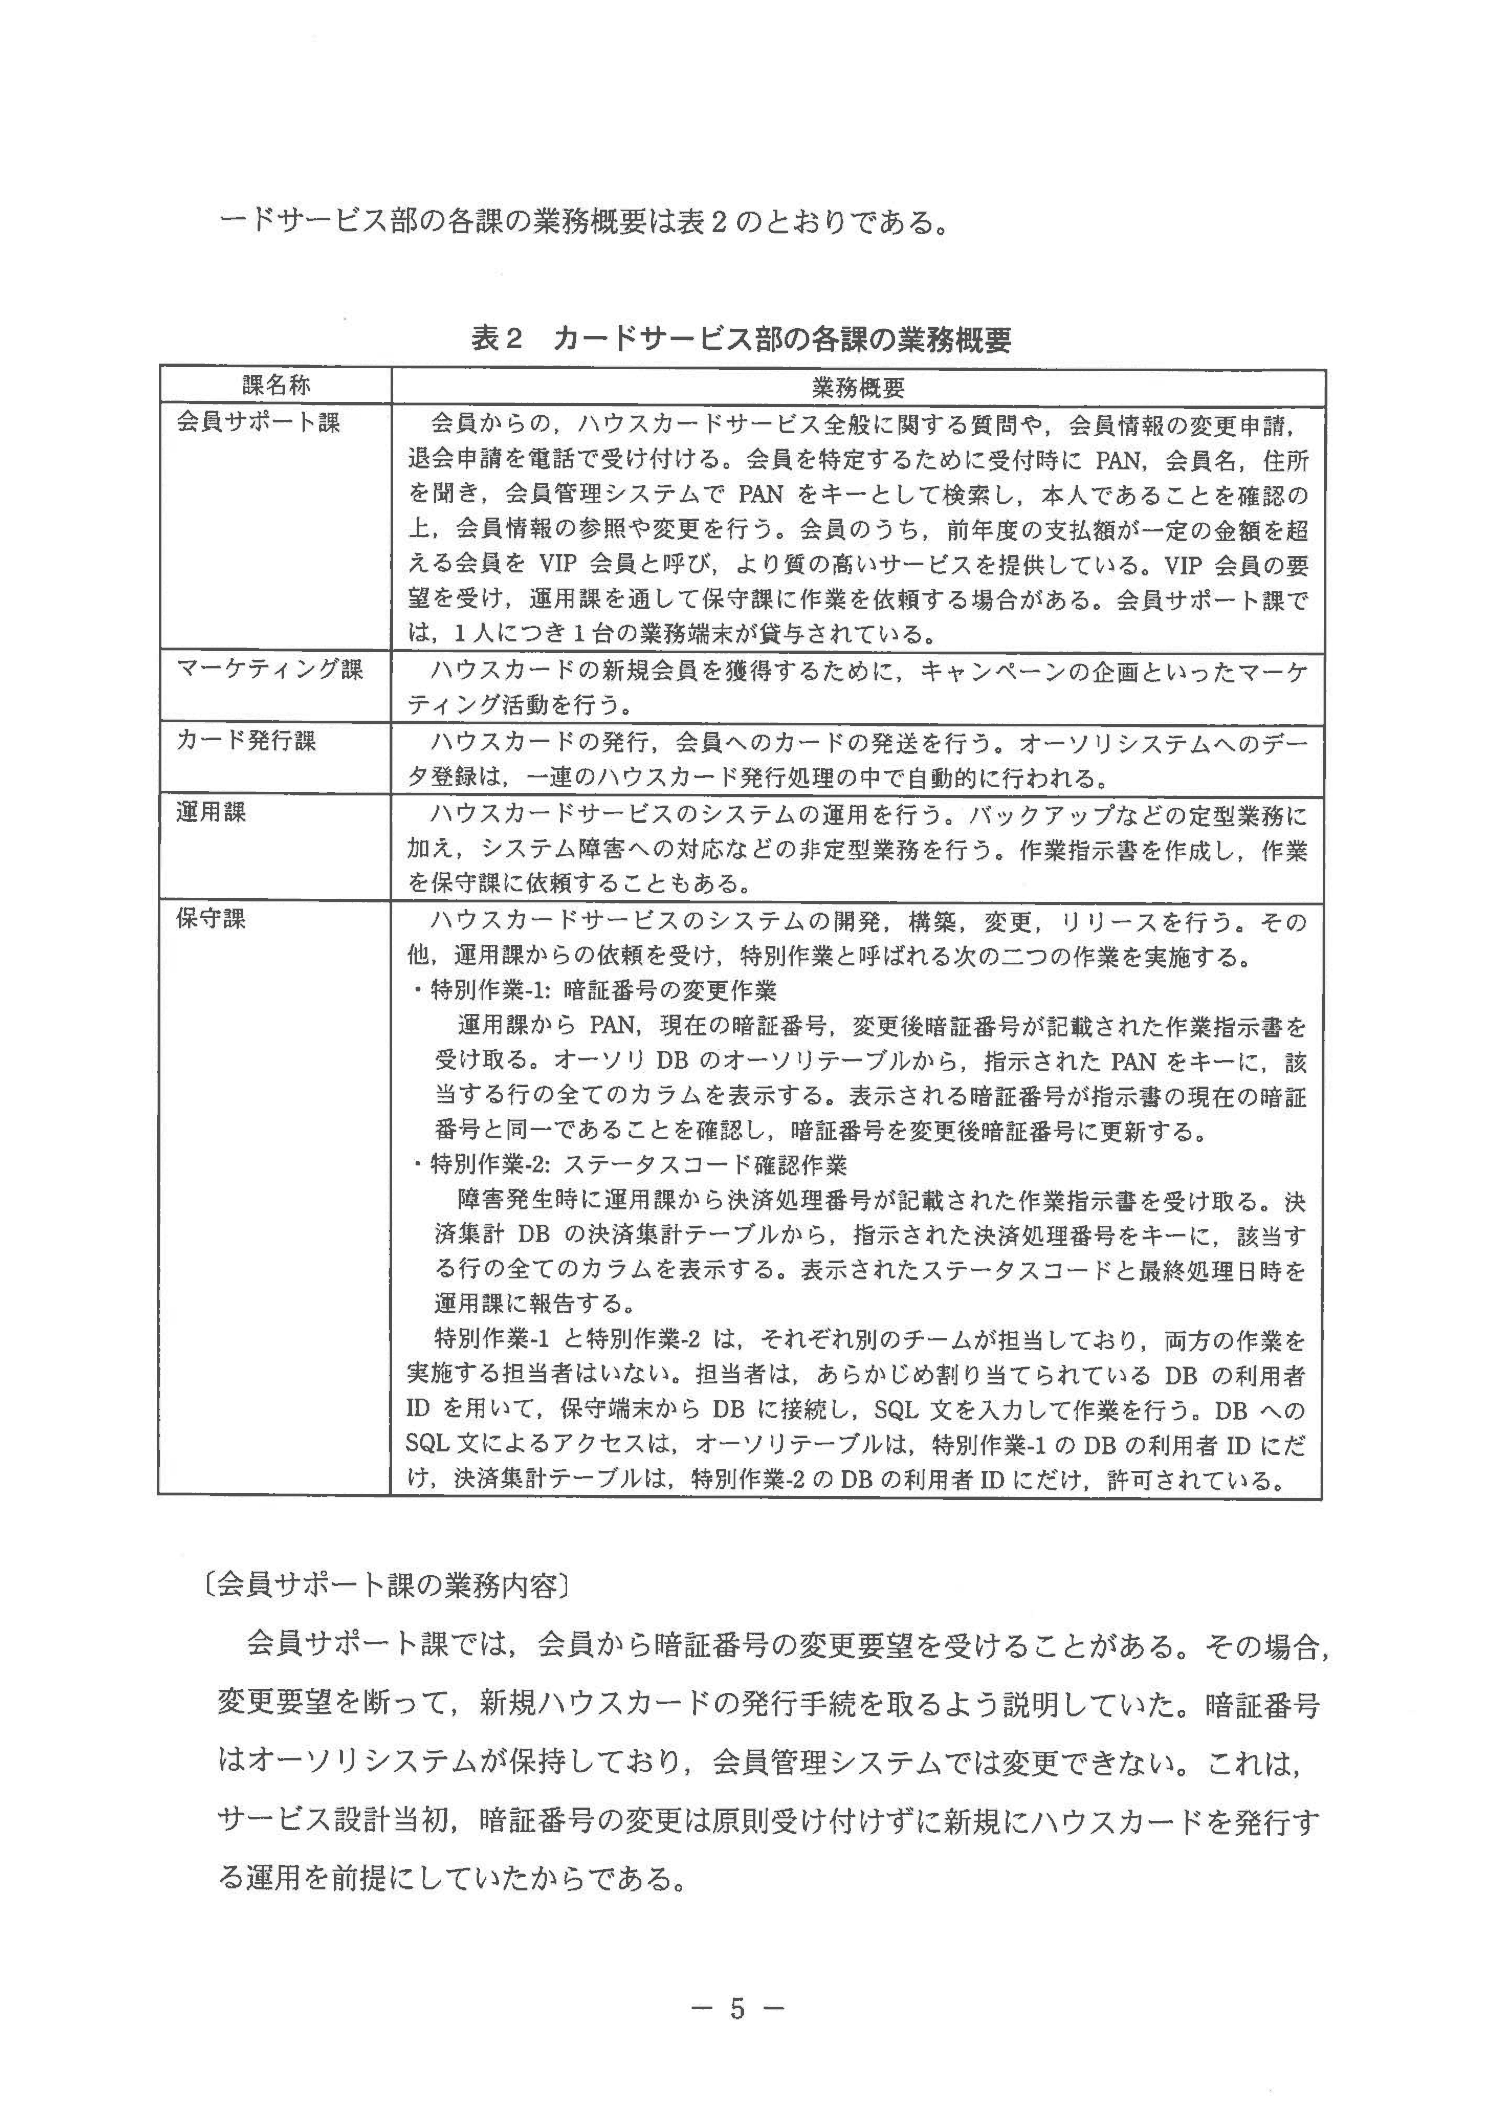 ードサービス部の各課の業務概要は表2のとおりである。
表2　カードサービス部の各課の業務概要
課名称
業務概要
会員サポート課
会員からの，ハウスカードサービス全般に関する質問や，会員情報の変更申請，
退会申請を電話で受け付ける。会員を特定するために受付時に PAN，会員名，住所
を聞き，会員管理システムで PAN をキーとして検索し，本人であることを確認の
上，会員情報の参照や変更を行う。会員のうち，前年度の支払額が一定の金額を超
える会員を VIP 会員と呼び，より質の高いサービスを提供している。VIP 会員の要
望を受け，運用課を通して保守課に作業を依頼する場合がある。会員サポート課で
は，1人につき1台の業務端末が貸与されている。
マーケティング課
ハウスカードの新規会員を獲得するために，キャンペーンの企画といったマーケ
ティング活動を行う。
カード発行課
ハウスカードの発行，会員へのカードの発送を行う。オーソリシステムへのデー
タ登録は，一連のハウスカード発行処理の中で自動的に行われる。
運用課
ハウスカードサービスのシステムの運用を行う。バックアップなどの定型業務に
加え，システム障害への対応などの非定型業務を行う。作業指示書を作成し，作業
を保守課に依頼することもある。
保守課
ハウスカードサービスのシステムの開発，構築，変更，リリースを行う。その
他，運用課からの依頼を受け，特別作業と呼ばれる次の二つの作業を実施する。
・特別作業-1: 暗証番号の変更作業
運用課から PAN，現在の暗証番号，変更後暗証番号が記載された作業指示書を
受け取る。オーソリ DB のオーソリテーブルから，指示された PAN をキーに，該
当する行の全てのカラムを表示する。表示される暗証番号が指示書の現在の暗証
番号と同一であることを確認し，暗証番号を変更後暗証番号に更新する。
・特別作業-2: ステータスコード確認作業
障害発生時に運用課から決済処理番号が記載された作業指示書を受け取る。決
済集計 DB の決済集計テーブルから，指示された決済処理番号をキーに，該当す
る行の全てのカラムを表示する。表示されたステータスコードと最終処理日時を
運用課に報告する。
特別作業-1 と特別作業-2 は，それぞれ別のチームが担当しており，両方の作業を
実施する担当者はいない。担当者は，あらかじめ割り当てられている DB の利用者
ID を用いて，保守端末から DB に接続し，SQL 文を入力して作業を行う。DB への
SQL 文によるアクセスは，オーソリテーブルは，特別作業-1 の DB の利用者 ID にだ
け，決済集計テーブルは，特別作業-2 の DB の利用者 ID にだけ，許可されている。
〔会員サポート課の業務内容〕
会員サポート課では，会員から暗証番号の変更要望を受けることがある。その場合，
変更要望を断って，新規ハウスカードの発行手続を取るよう説明していた。暗証番号
はオーソリシステムが保持しており，会員管理システムでは変更できない。これは，
サービス設計当初，暗証番号の変更は原則受け付けずに新規にハウスカードを発行す
る運用を前提にしていたからである。
－ 5 －